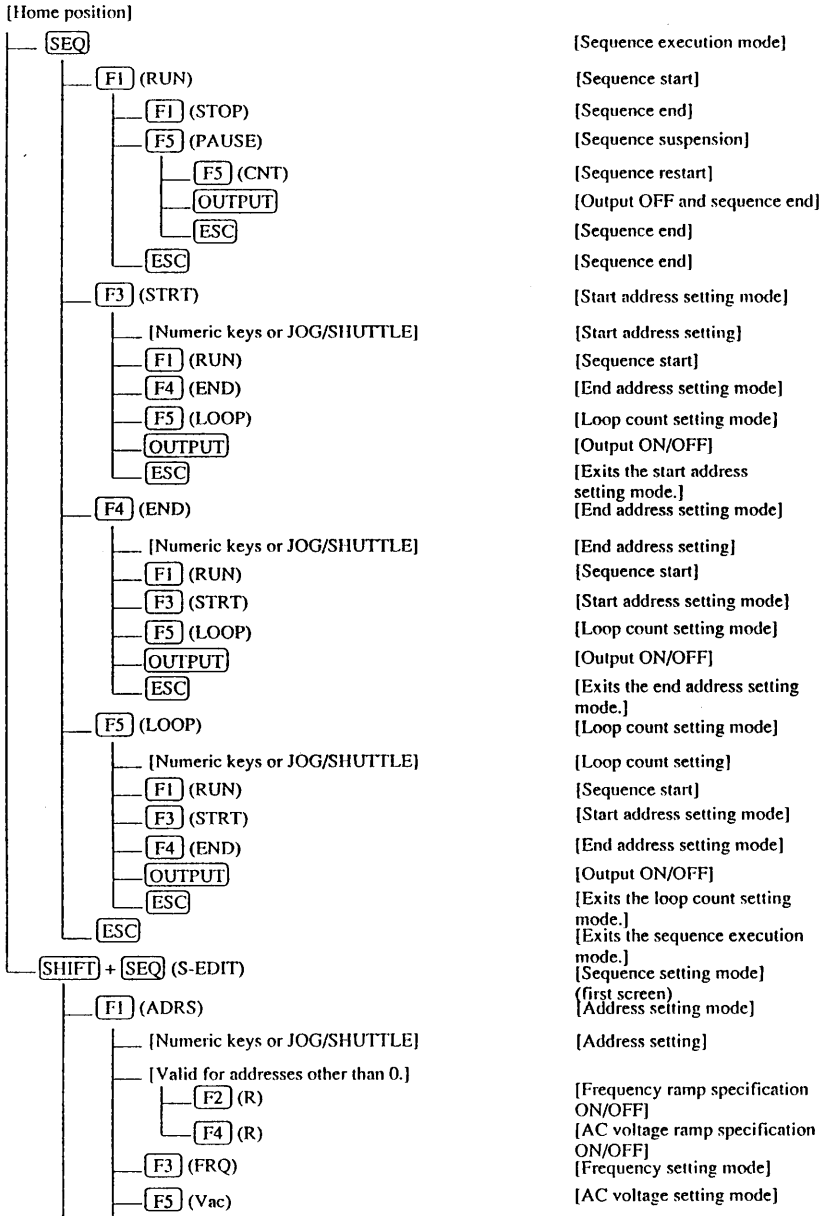 [Home position]
SEQ [Sequence execution mode]
F1 (RUN) [Sequence start]
F1 (STOP) [Sequence end]
F5 (PAUSE) [Sequence suspension]
F5 (CNT) [Sequence restart]
OUTPUT [Output OFF and sequence end]
ESC [Sequence end]
ESC [Sequence end]
F3 (STRT) [Start address setting mode]
[Numeric keys or JOG/SHUTTLE] [Start address setting]
F1 (RUN) [Sequence start]
F4 (END) [End address setting mode]
F5 (LOOP) [Loop count setting mode]
OUTPUT [Output ON/OFF]
ESC [Exits the start address
setting mode.]
F4 (END) [End address setting mode]
[Numeric keys or JOG/SHUTTLE] [End address setting]
F1 (RUN) [Sequence start]
F3 (STRT) [Start address setting mode]
F5 (LOOP) [Loop count setting mode]
OUTPUT [Output ON/OFF]
ESC [Exits the end address setting
mode.]
F5 (LOOP) [Loop count setting mode]
[Numeric keys or JOG/SHUTTLE] [Loop count setting]
F1 (RUN) [Sequence start]
F3 (STRT) [Start address setting mode]
F4 (END) [End address setting mode]
OUTPUT [Output ON/OFF]
ESC [Exits the loop count setting
mode.]
ESC [Exits the sequence execution
mode.]
SHIFT + SEQ (S-EDIT) [Sequence setting mode]
(first screen)
F1 (ADRS) [Address setting mode]
[Numeric keys or JOG/SHUTTLE] [Address setting]
[Valid for addresses other than 0.]
F2 (R) [Frequency ramp specification
ON/OFF]
F4 (R) [AC voltage ramp specification
ON/OFF]
F3 (FRQ) [Frequency setting mode]
F5 (Vac) [AC voltage setting mode]